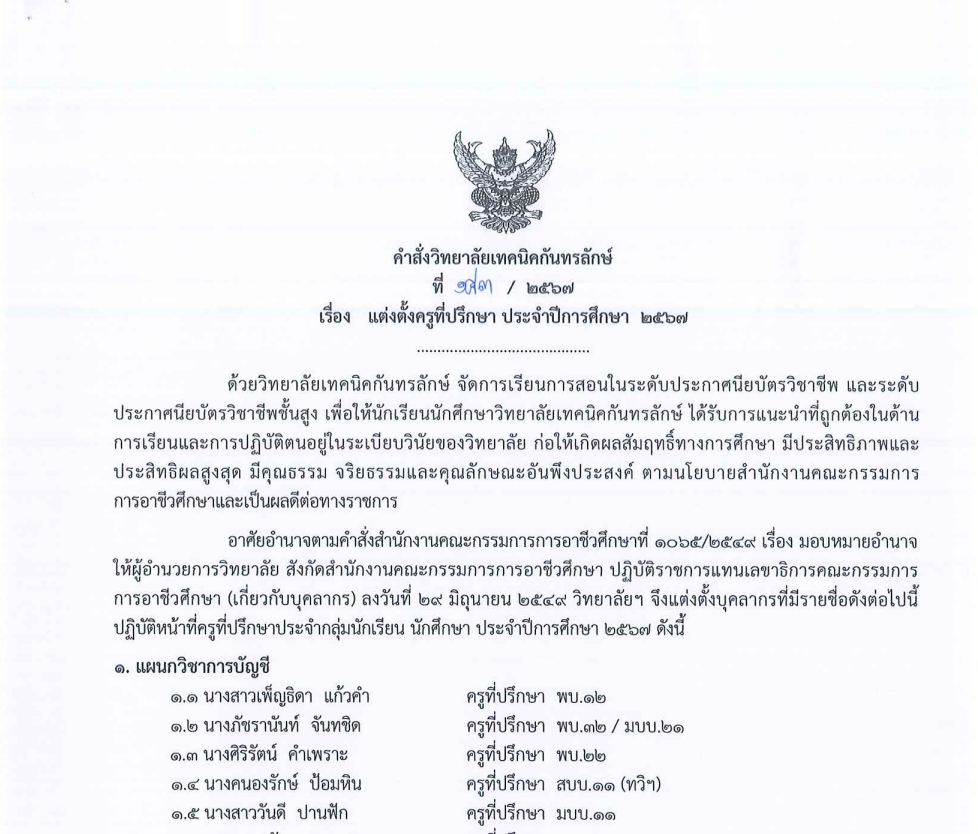 คำสั่งวิทยาลัยเทคนิคกันทรลักษ์
ที่ / ๒๕๖๗
เรื่อง แต่งตั้งครูที่ปรึกษา ประจำปีการศึกษา ๒๕๖๗
..........................................
ด้วยวิทยาลัยเทคนิคกันทรลักษ์ จัดการเรียนการสอนในระดับประกาศนียบัตรวิชาชีพ และระดับ
ประกาศนียบัตรวิชาชีพชั้นสูง เพื่อให้นักเรียนนักศึกษาวิทยาลัยเทคนิคกันทรลักษ์ ได้รับการแนะนำที่ถูกต้องในด้าน
การเรียนและการปฏิบัติตนอยู่ในระเบียบวินัยของวิทยาลัย ก่อให้เกิดผลสัมฤทธิ์ทางการศึกษา มีประสิทธิภาพและ
ประสิทธิผลสูงสุด มีคุณธรรม จริยธรรมและคุณลักษณะอันพึงประสงค์ ตามนโยบายสำนักงานคณะกรรมการ
การอาชีวศึกษาและเป็นผลดีต่อทางราชการ
อาศัยอำนาจตามคำสั่งสำนักงานคณะกรรมการการอาชีวศึกษาที่ ๑๐๖๕/๒๕๔๙ เรื่อง มอบหมายอำนาจ
ให้ผู้อำนวยการวิทยาลัย สังกัดสำนักงานคณะกรรมการการอาชีวศึกษา ปฏิบัติราชการแทนเลขาธิการคณะกรรมการ
การอาชีวศึกษา (เกี่ยวกับบุคลากร) ลงวันที่ ๒๙ มิถุนายน ๒๕๔๙ วิทยาลัยฯ จึงแต่งตั้งบุคลากรที่มีรายชื่อดังต่อไปนี้
ปฏิบัติหน้าที่ครูที่ปรึกษาประจำกลุ่มนักเรียน นักศึกษา ประจำปีการศึกษา ๒๕๖๗ ดังนี้
๑. แผนกวิชาการบัญชี
๑.๑ นางสาวเพ็ญธิดา แก้วคำ ครูที่ปรึกษา พบ.๑๒
๑.๒ นางภัชรานันท์ จันทชิด ครูที่ปรึกษา พบ.๓๒ / มบบ.๒๑
๑.๓ นางศิริรัตน์ คำเพราะ ครูที่ปรึกษา พบ.๒๒
๑.๔ นางคนองรักษ์ ป้อมหิน ครูที่ปรึกษา สบบ.๑๑ (ทวิฯ)
๑.๕ นางสาววันดี ปานฟัก ครูที่ปรึกษา มบบ.๑๑